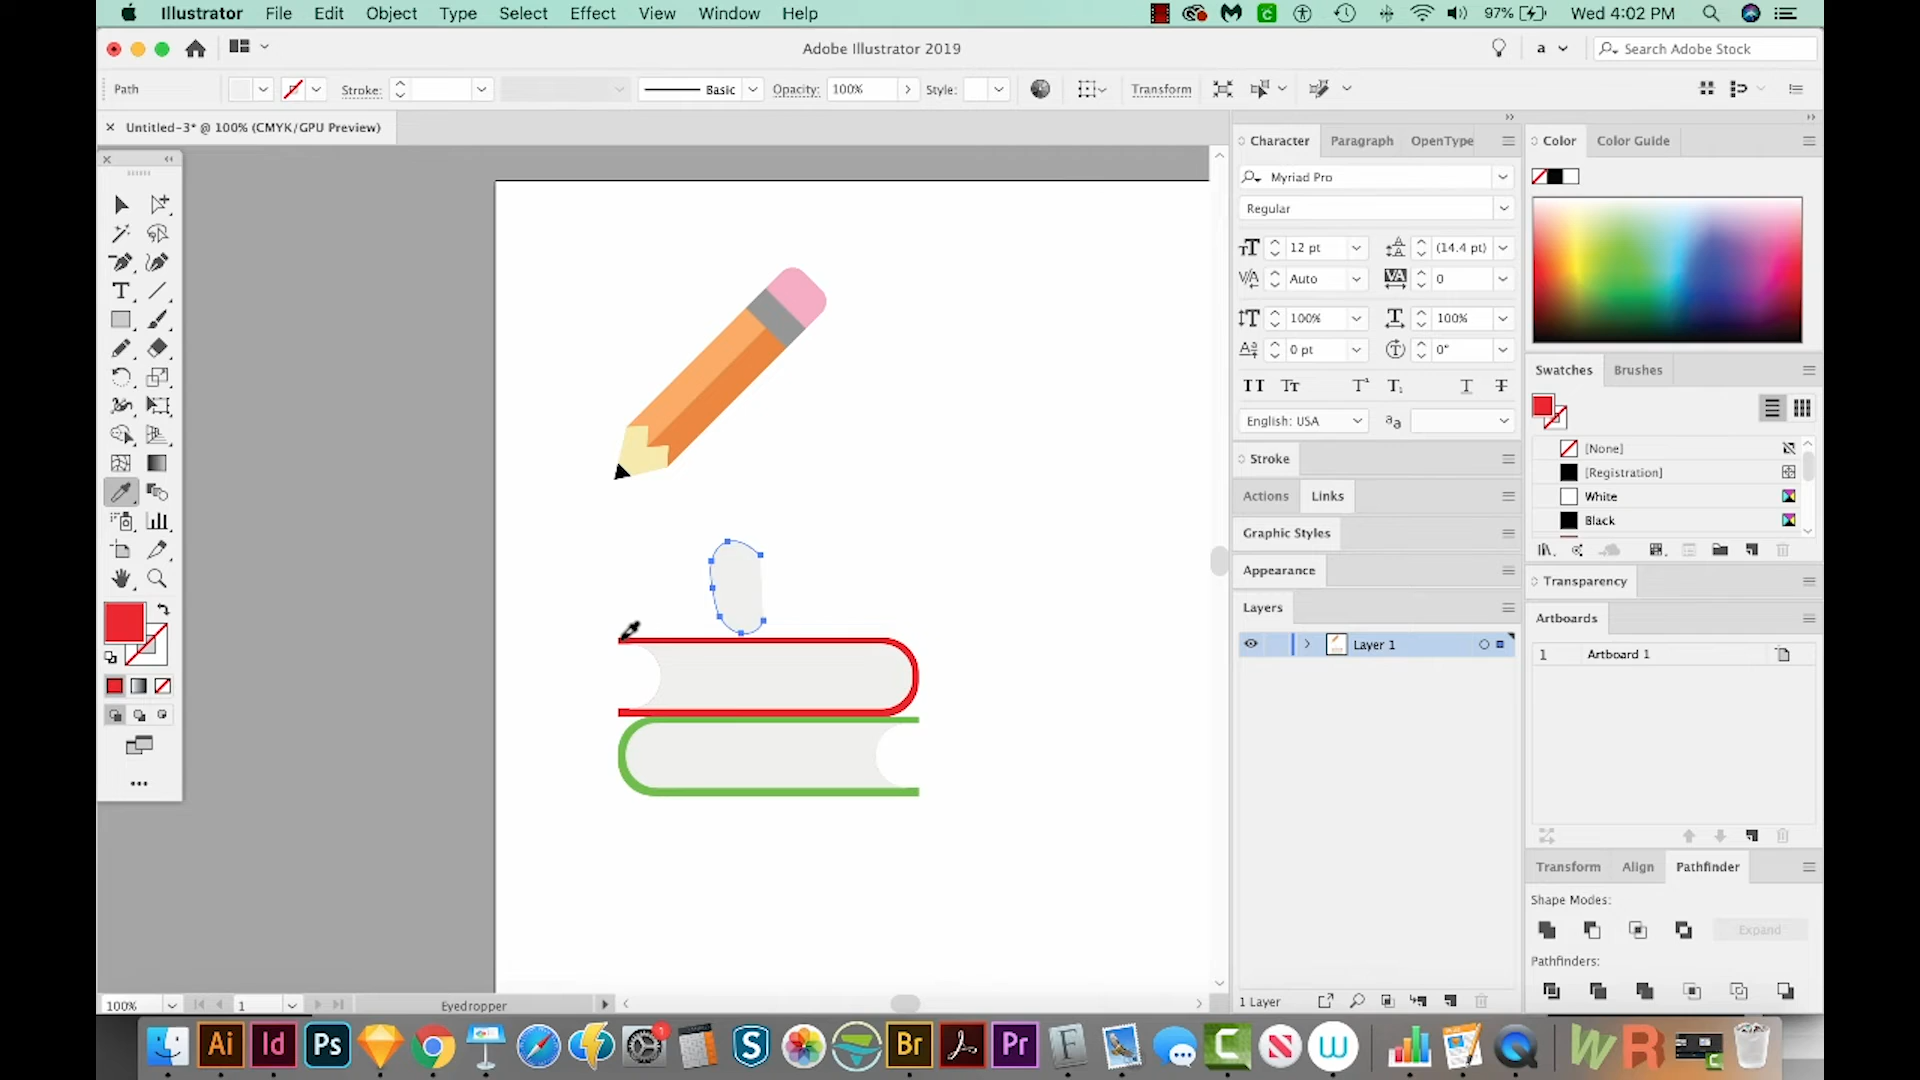 Illustrator File Edit Object Type Select Effect View Window Help 97% Wed 4:02 PM
Adobe Illustrator 2019 a Search Adobe Stock
Path Stroke: Basic Opacity: 100% Style: Transform
Untitled-3* @ 100% (CMYK/GPU Preview)
Character Paragraph OpenType
Myriad Pro
Regular
12 pt (14.4 pt)
Auto 0
100% 100%
0 pt 0°
English: USA
Stroke
Actions Links
Graphic Styles
Appearance
Layers
Layer 1
1 Layer
Color Color Guide
Swatches Brushes
[None]
[Registration]
White
Black
Transparency
Artboards
1 Artboard 1
Transform Align Pathfinder
Shape Modes:
Expand
Pathfinders:
100% 1 Eyedropper
Ai Id Ps 1 S Br Pr F C N W W R